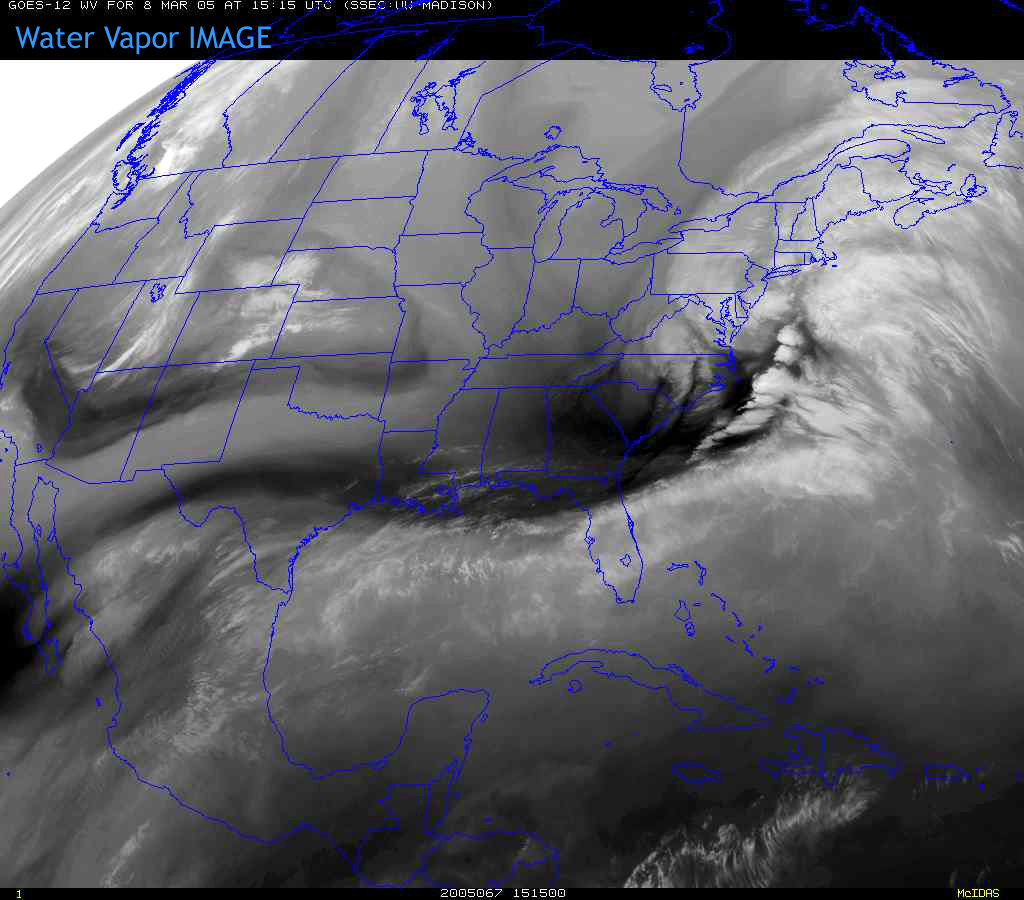 GOES-12 WV FOR 8 MAR 05 AT 15:15 UTC (SSEC:UW-MADISON)
Water Vapor IMAGE
1 2005067 151500 McIDAS